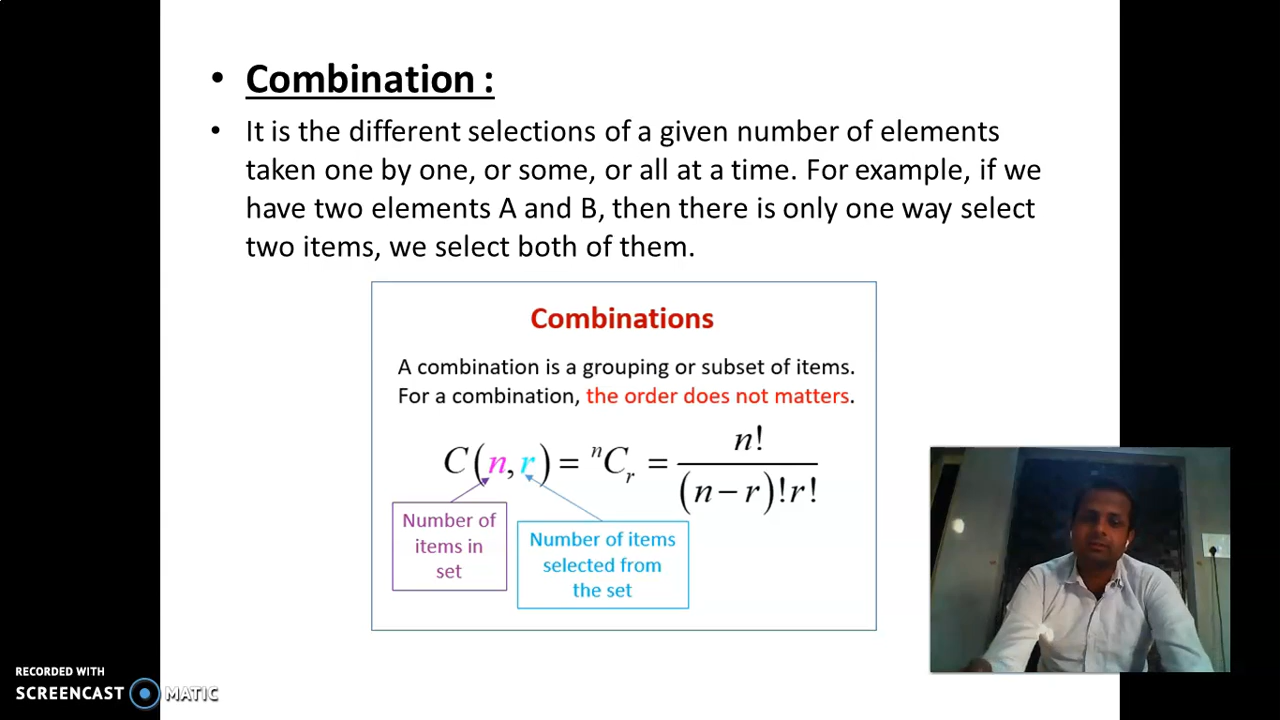 • Combination :
• It is the different selections of a given number of elements
taken one by one, or some, or all at a time. For example, if we
have two elements A and B, then there is only one way select
two items, we select both of them.
Combinations
A combination is a grouping or subset of items.
For a combination, the order does not matters.
C(n,r) = ⁿCᵣ = n! / (n−r)!r!
Number of
items in
set
Number of items
selected from
the set
RECORDED WITH
SCREENCAST MATIC